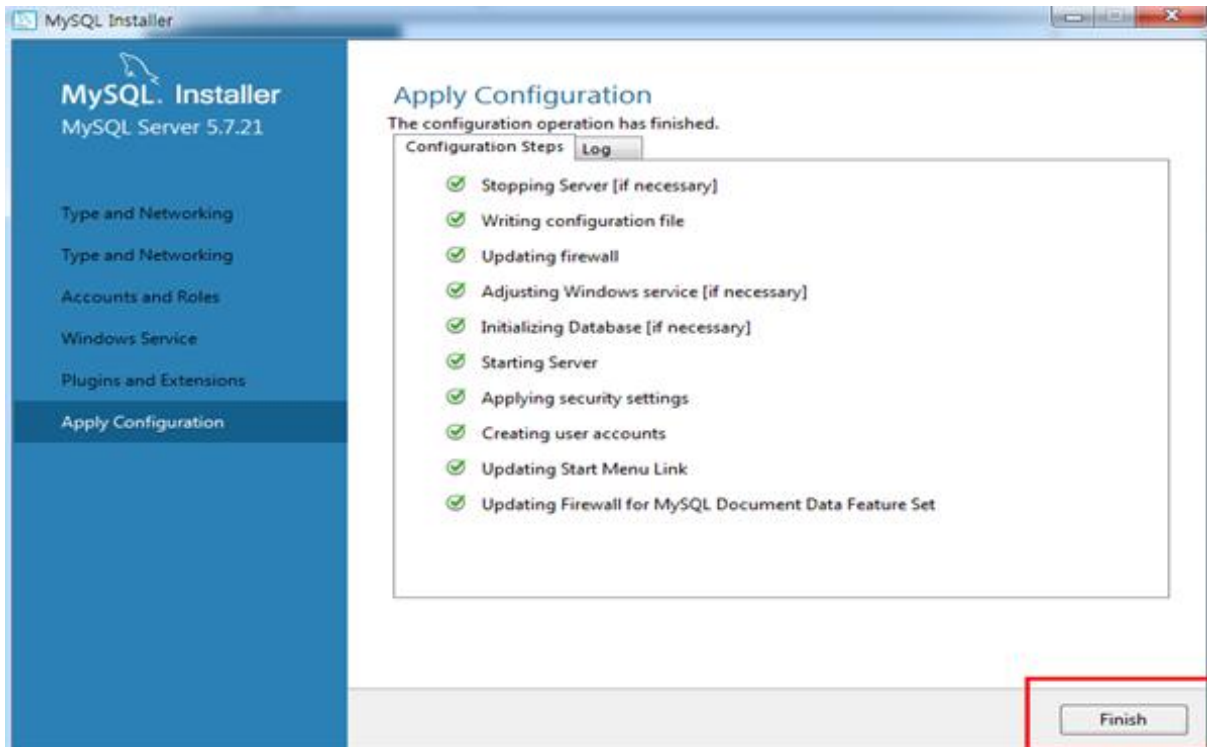 MySQL Installer
MySQL. Installer
MySQL Server 5.7.21
Type and Networking
Type and Networking
Accounts and Roles
Windows Service
Plugins and Extensions
Apply Configuration
Apply Configuration
The configuration operation has finished.
Configuration Steps Log
Stopping Server [if necessary]
Writing configuration file
Updating firewall
Adjusting Windows service [if necessary]
Initializing Database [if necessary]
Starting Server
Applying security settings
Creating user accounts
Updating Start Menu Link
Updating Firewall for MySQL Document Data Feature Set
Finish